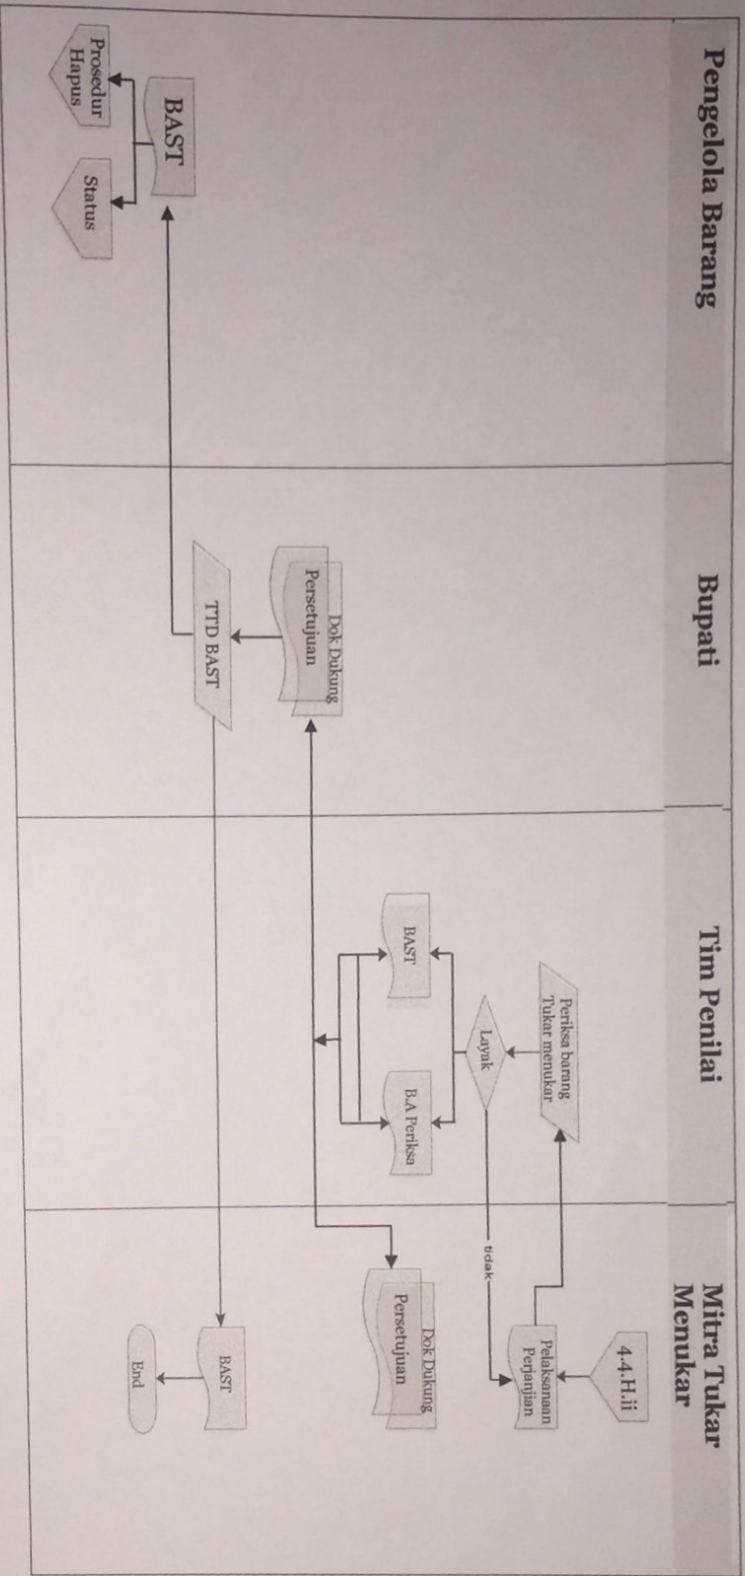 Pengelola Barang
Bupati
Tim Penilai
Mitra Tukar
Menukar
4.4.H.ii
Pelaksanaan
Perjanjian
Periksa barang
Tukar menukar
Layak
tidak
BAST
B.A Periksa
Dok Dukung
Persetujuan
Dok Dukung
Persetujuan
TTD BAST
BAST
BAST
Prosedur
Hapus
Status
End